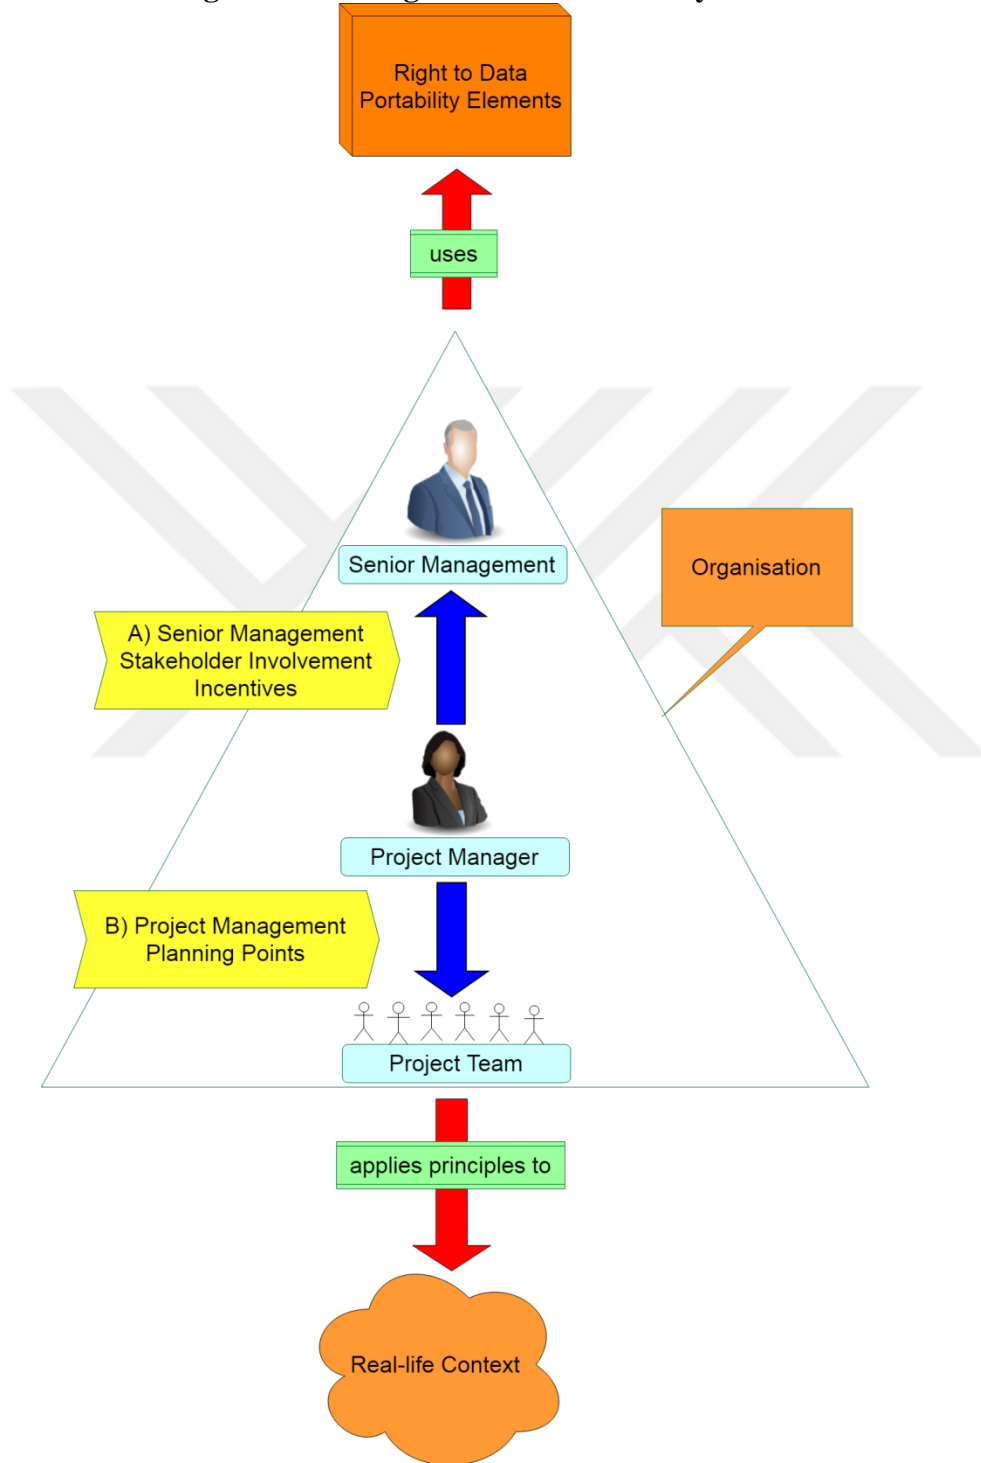 Right to Data
Portability Elements
uses
Senior Management
Organisation
A) Senior Management
Stakeholder Involvement
Incentives
Project Manager
B) Project Management
Planning Points
Project Team
applies principles to
Real-life Context